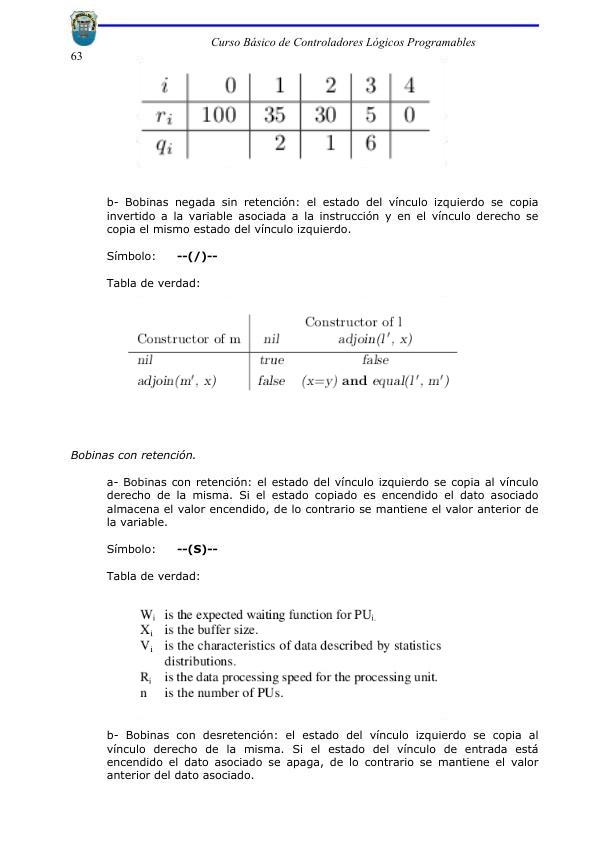 Curso Básico de Controladores Lógicos Programables
63
i 0 1 2 3 4
ri 100 35 30 5 0
qi 2 1 6
b- Bobinas negada sin retención: el estado del vínculo izquierdo se copia
invertido a la variable asociada a la instrucción y en el vínculo derecho se
copia el mismo estado del vínculo izquierdo.
Símbolo: --(/)--
Tabla de verdad:
Constructor of l
Constructor of m nil adjoin(l′, x)
nil true false
adjoin(m′, x) false (x=y) and equal(l′, m′)
Bobinas con retención.
a- Bobinas con retención: el estado del vínculo izquierdo se copia al vínculo
derecho de la misma. Si el estado copiado es encendido el dato asociado
almacena el valor encendido, de lo contrario se mantiene el valor anterior de
la variable.
Símbolo: --(S)--
Tabla de verdad:
Wi is the expected waiting function for PUi.
Xi is the buffer size.
Vi is the characteristics of data described by statistics
distributions.
Ri is the data processing speed for the processing unit.
n is the number of PUs.
b- Bobinas con desretención: el estado del vínculo izquierdo se copia al
vínculo derecho de la misma. Si el estado del vínculo de entrada está
encendido el dato asociado se apaga, de lo contrario se mantiene el valor
anterior del dato asociado.